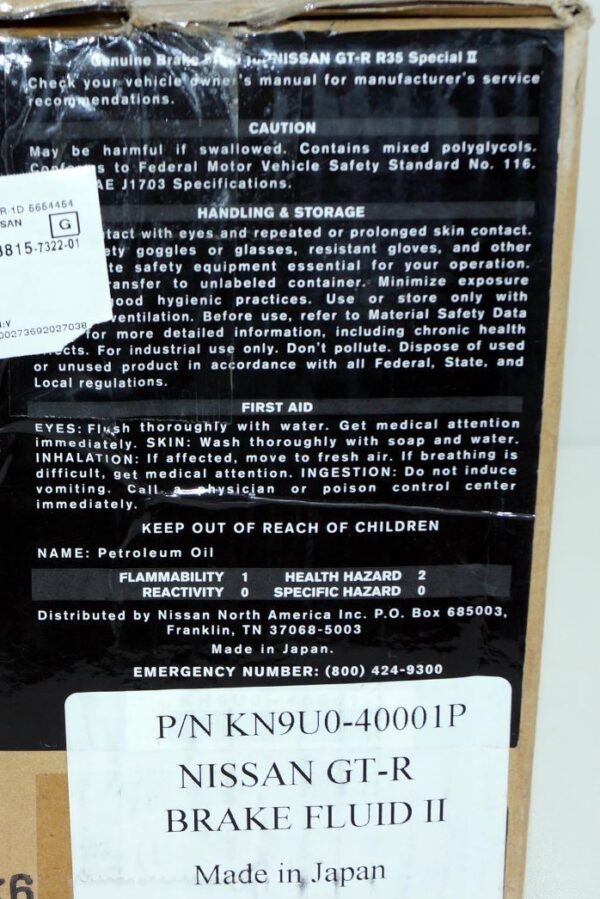 Genuine Brake NISSAN GT-R R35 Special II
Check your vehicle owner's manual for manufacturer's service
recommendations.
CAUTION
May be harmful if swallowed. Contains mixed polyglycols.
Conforms to Federal Motor Vehicle Safety Standard No. 116,
AE J1703 Specifications.
R-1D 5654454
SAN G
3815-7322-01
00273692027038
HANDLING & STORAGE
tact with eyes and repeated or prolonged skin contact.
ety goggles or glasses, resistant gloves, and other
te safety equipment essential for your operation.
ansfer to unlabeled container. Minimize exposure
good hygienic practices. Use or store only with
ventilation. Before use, refer to Material Safety Data
for more detailed information, including chronic health
ects. For industrial use only. Don't pollute. Dispose of used
or unused product in accordance with all Federal, State, and
Local regulations.
FIRST AID
EYES: Flush thoroughly with water. Get medical attention
immediately. SKIN: Wash thoroughly with soap and water.
INHALATION: If affected, move to fresh air. If breathing is
difficult, get medical attention. INGESTION: Do not induce
vomiting. Call a physician or poison control center
immediately.
KEEP OUT OF REACH OF CHILDREN
NAME: Petroleum Oil
FLAMMABILITY 1 HEALTH HAZARD 2
REACTIVITY 0 SPECIFIC HAZARD 0
Distributed by Nissan North America Inc. P.O. Box 685003,
Franklin, TN 37068-5003
Made in Japan.
EMERGENCY NUMBER: (800) 424-9300
P/N KN9U0-40001P
NISSAN GT-R
BRAKE FLUID II
Made in Japan